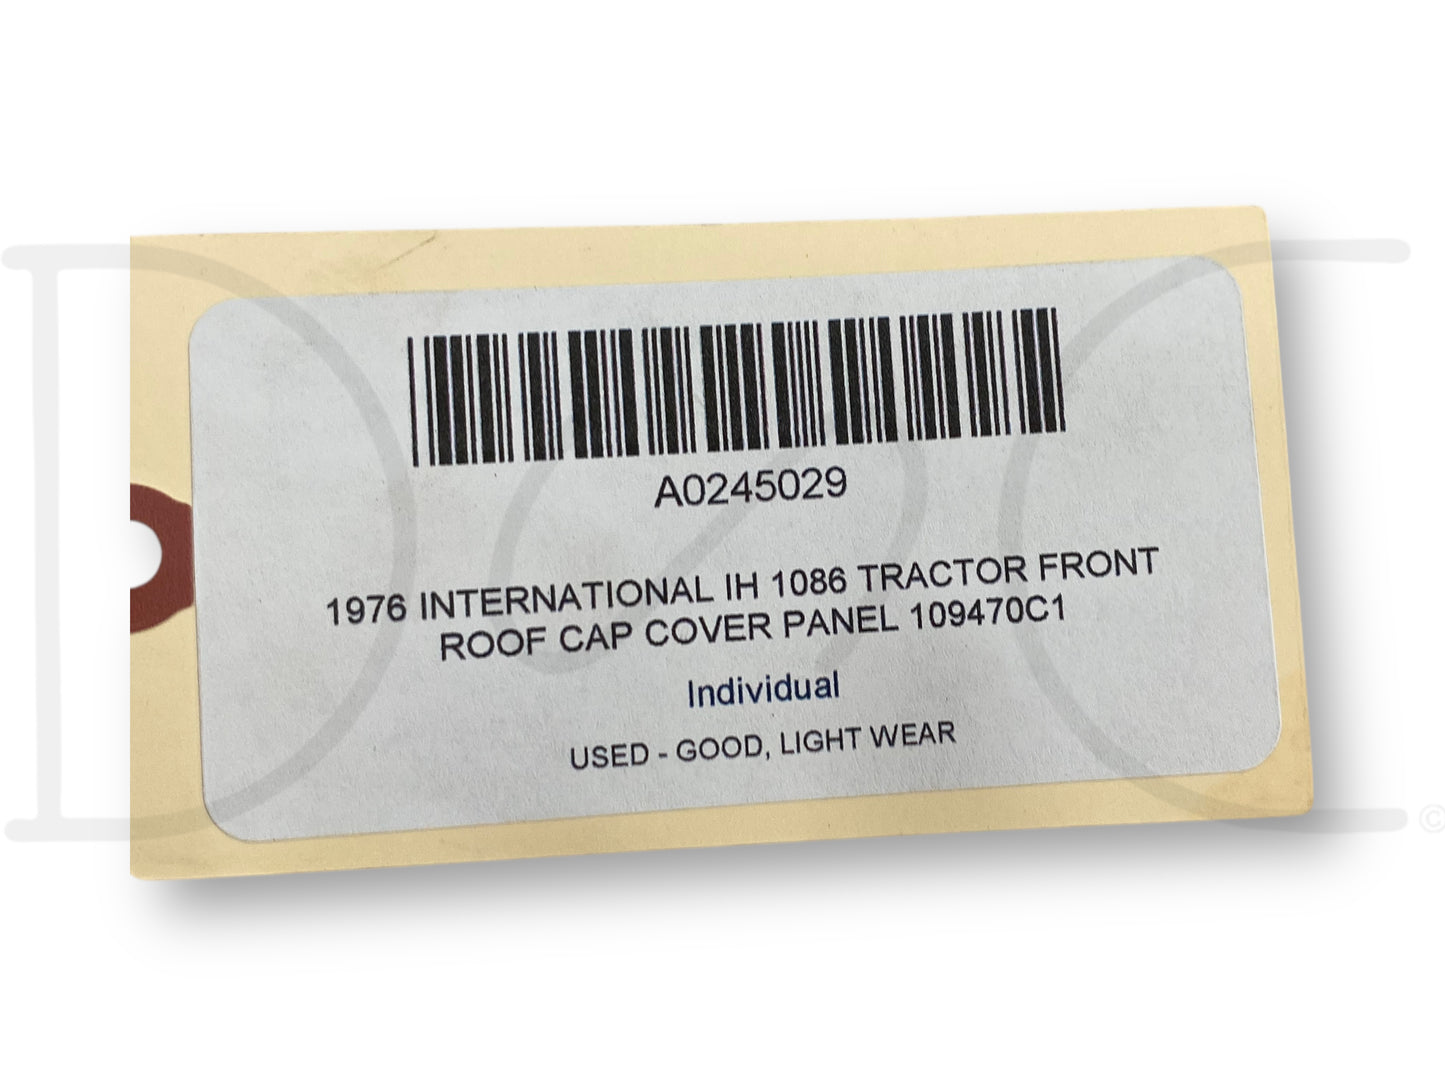 A0245029
1976 INTERNATIONAL IH 1086 TRACTOR FRONT
ROOF CAP COVER PANEL 109470C1
Individual
USED - GOOD, LIGHT WEAR
©